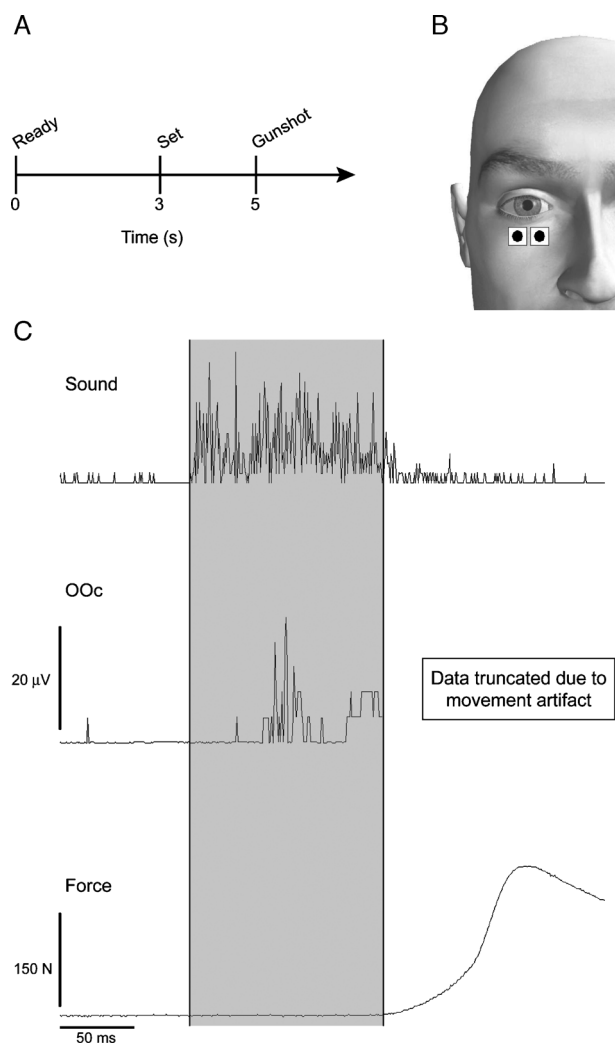 A
Ready
Set
Gunshot
0
3
5
Time (s)
B
C
Sound
OOc
20 μV
Data truncated due to
movement artifact
Force
150 N
50 ms